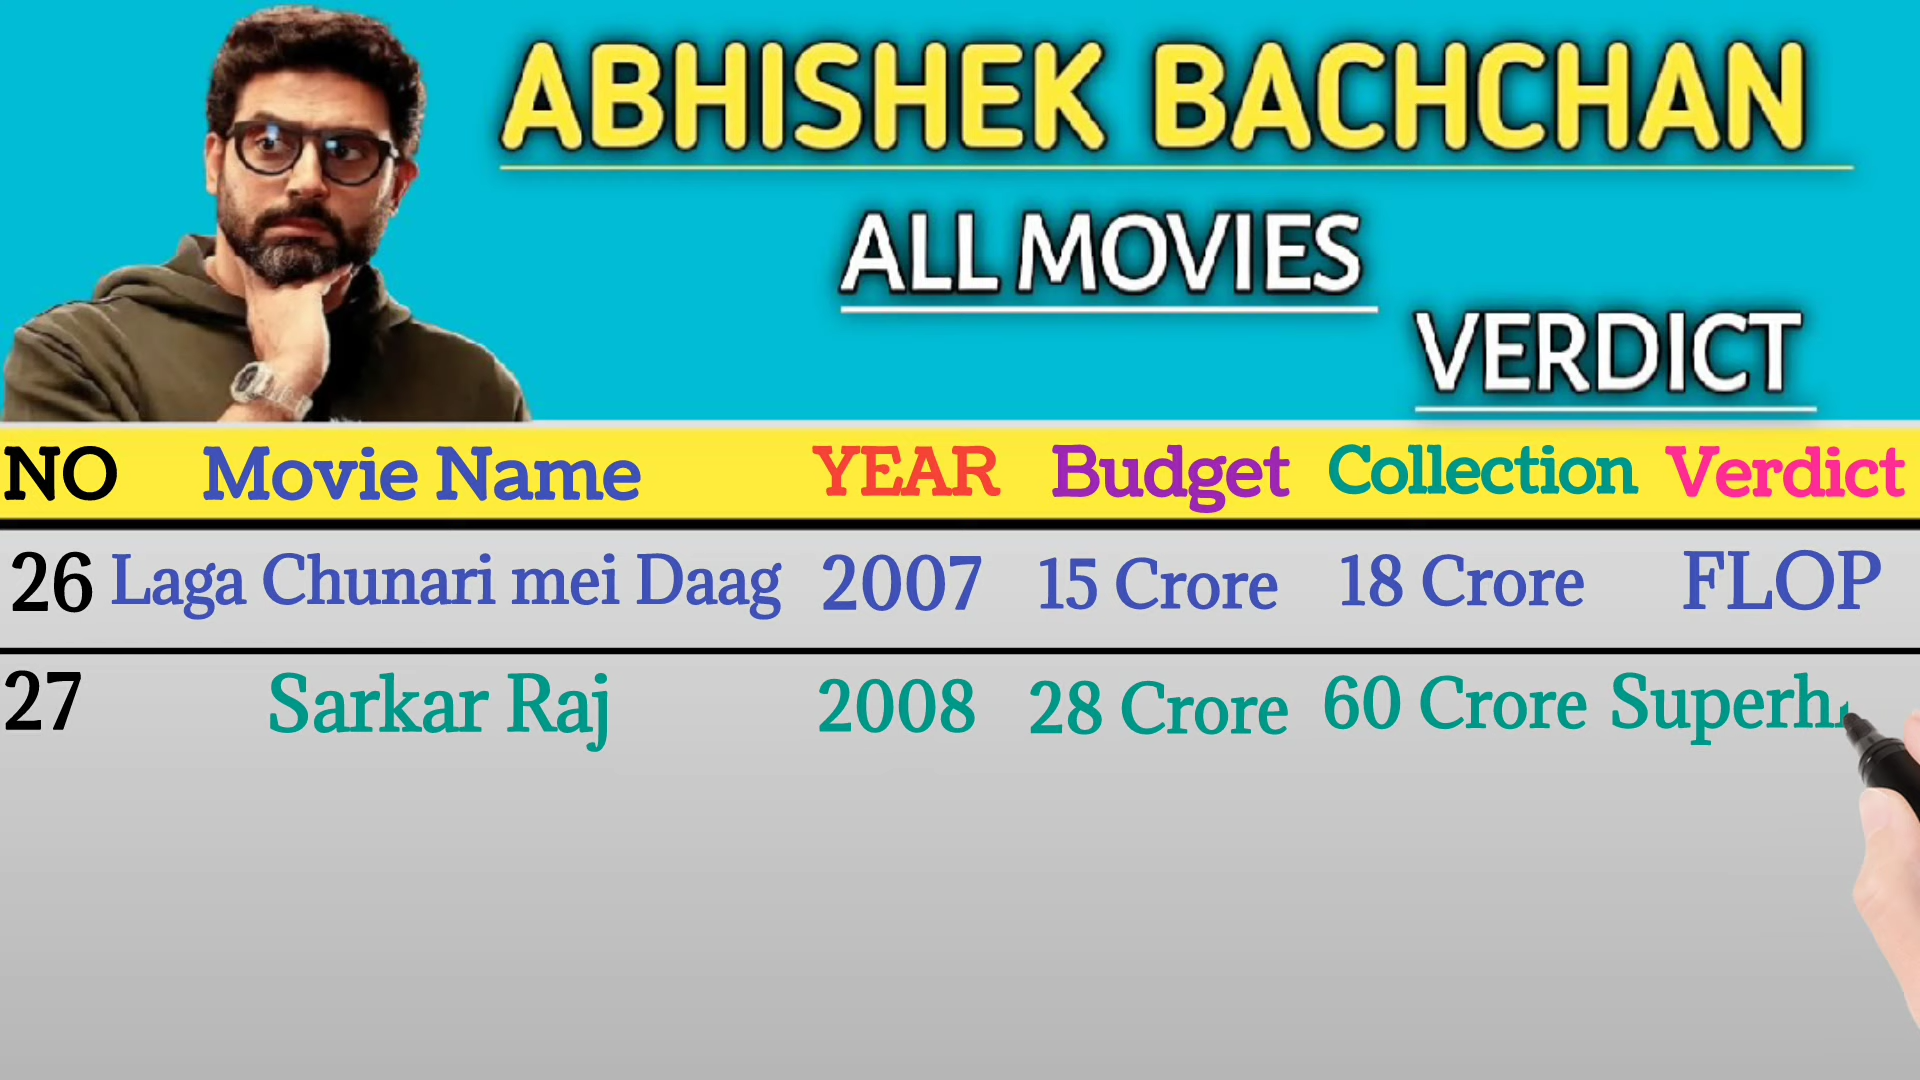 ABHISHEK BACHCHAN
ALL MOVIES
VERDICT
NO Movie Name YEAR Budget Collection Verdict
26 Laga Chunari mei Daag 2007 15 Crore 18 Crore FLOP
27 Sarkar Raj 2008 28 Crore 60 Crore Superh